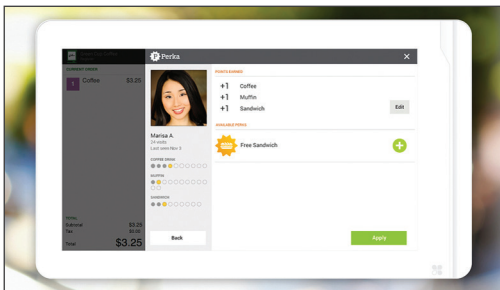 Perka
CURRENT ORDER
1 Coffee $3.25
POINTS EARNED
+1 Coffee
+1 Muffin
+1 Sandwich
Edit
Marisa A.
24 visits
Last seen Nov 3
AVAILABLE PERKS
Free Sandwich
COFFEE DRINK
MUFFIN
SANDWICH
TOTAL
Subtotal $3.25
Tax $0.00
Total $3.25
Back
Apply